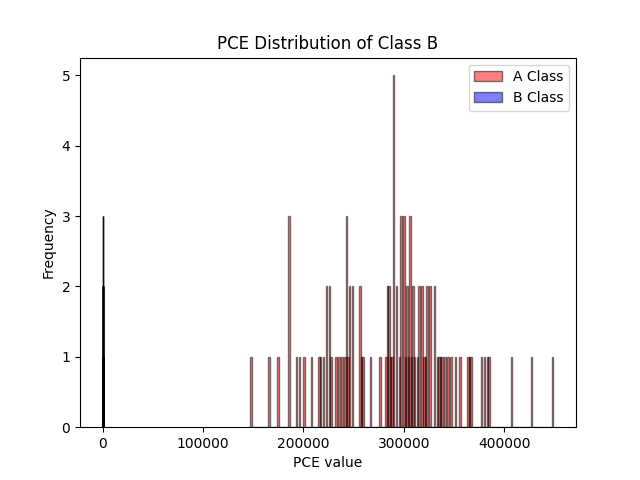 PCE Distribution of Class B
A Class
B Class
5
4
3
2
1
0
Frequency
0 100000 200000 300000 400000
PCE value